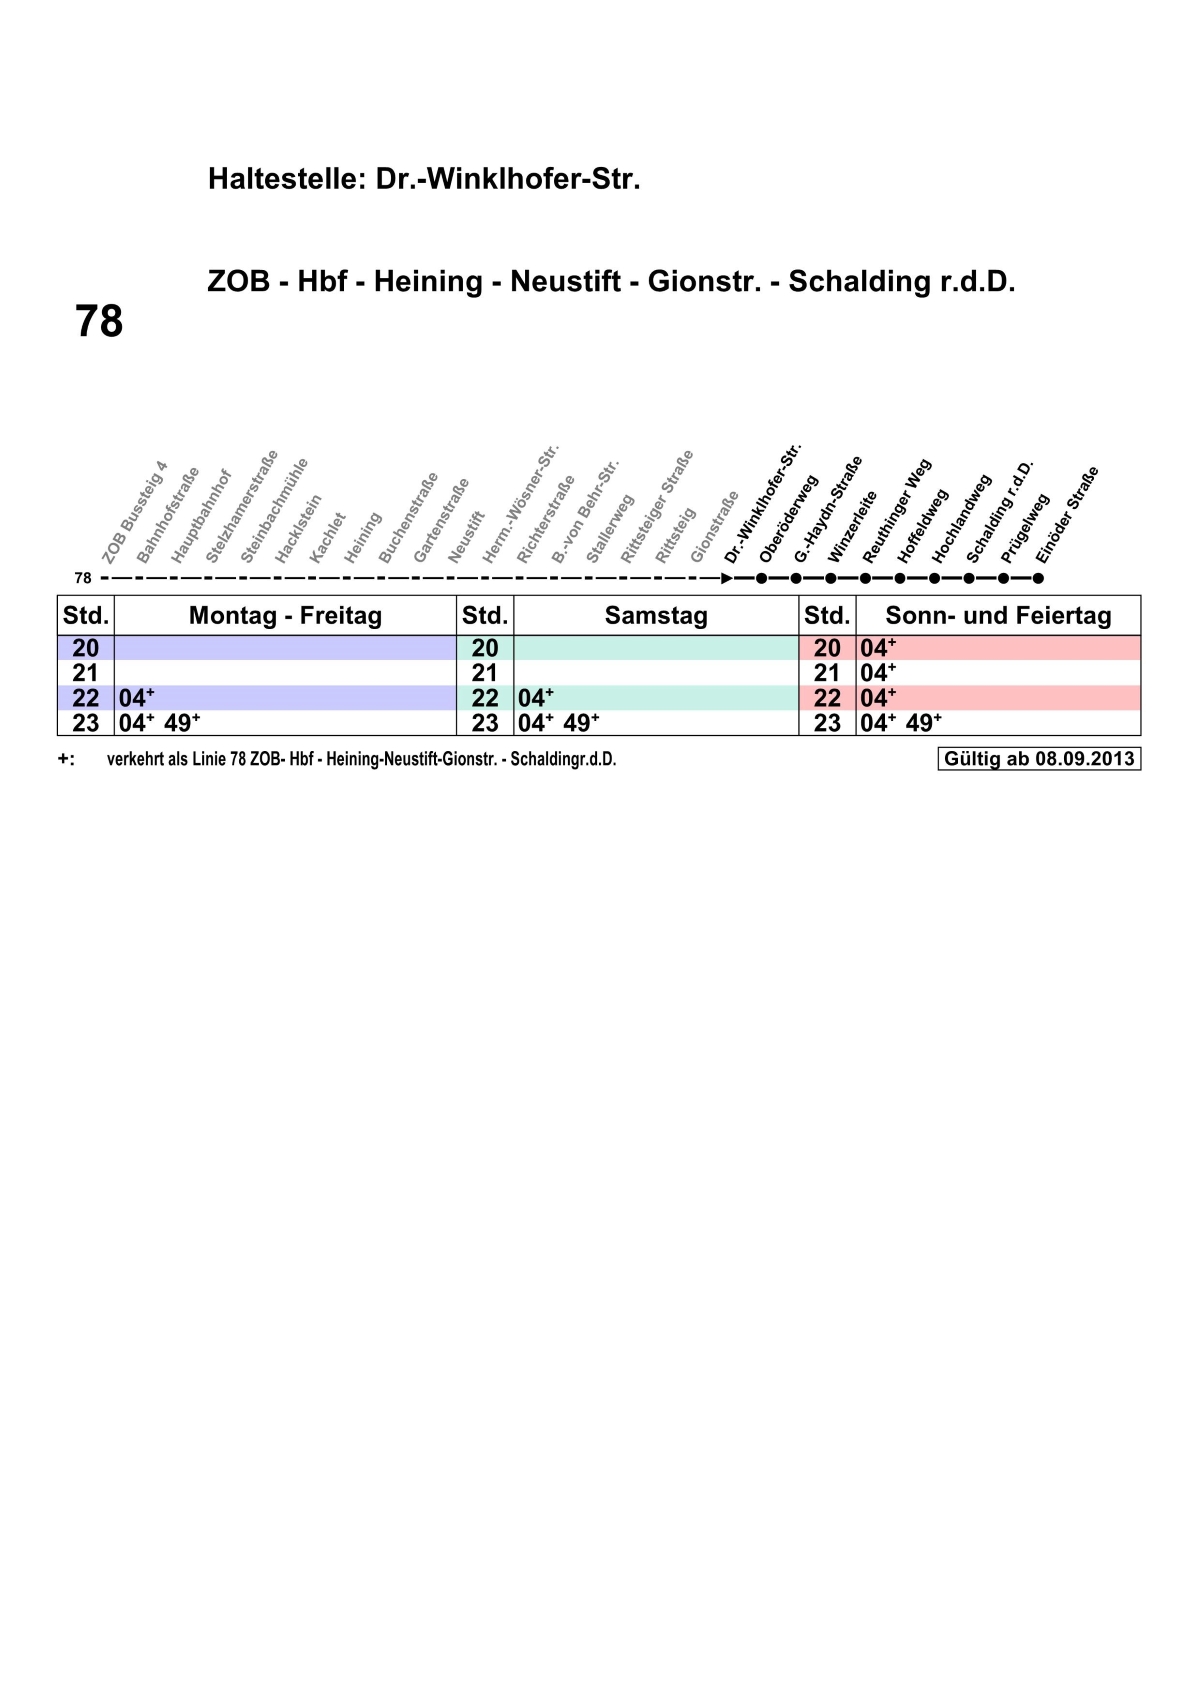 Haltestelle: Dr.-Winklhofer-Str.
ZOB - Hbf - Heining - Neustift - Gionstr. - Schalding r.d.D.
78
ZOB Bussteig 4
Bahnhofstraße
Hauptbahnhof
Stelzhamerstraße
Steinbachmühle
Hacklstein
Kachlet
Heining
Buchenstraße
Gartenstraße
Neustift
Herm.-Wösner-Str.
Richterstraße
B.-von Behr-Str.
Stallerweg
Rittsteiger Straße
Rittsteig
Gionstraße
Dr.-Winklhofer-Str.
Oberöderweg
G.-Haydn-Straße
Winzerleite
Reuthinger Weg
Hoffeldweg
Hochlandweg
Schalding r.d.D.
Prügelweg
Einöder Straße
78
Std. Montag - Freitag Std. Samstag Std. Sonn- und Feiertag
20 20 20 04+
21 21 21 04+
22 04+ 22 04+ 22 04+
23 04+ 49+ 23 04+ 49+ 23 04+ 49+
+: verkehrt als Linie 78 ZOB- Hbf - Heining-Neustift-Gionstr. - Schaldingr.d.D. Gültig ab 08.09.2013